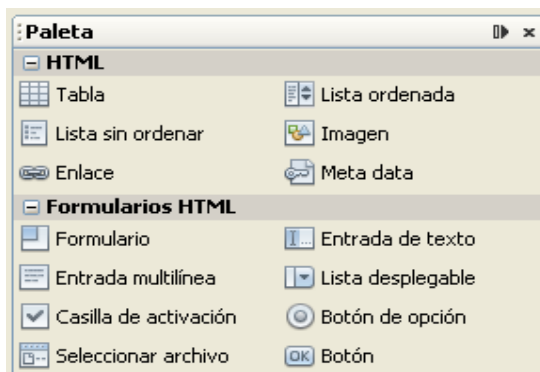 Paleta
HTML
Tabla Lista ordenada
Lista sin ordenar Imagen
Enlace Meta data
Formularios HTML
Formulario Entrada de texto
Entrada multilínea Lista desplegable
Casilla de activación Botón de opción
Seleccionar archivo OK Botón